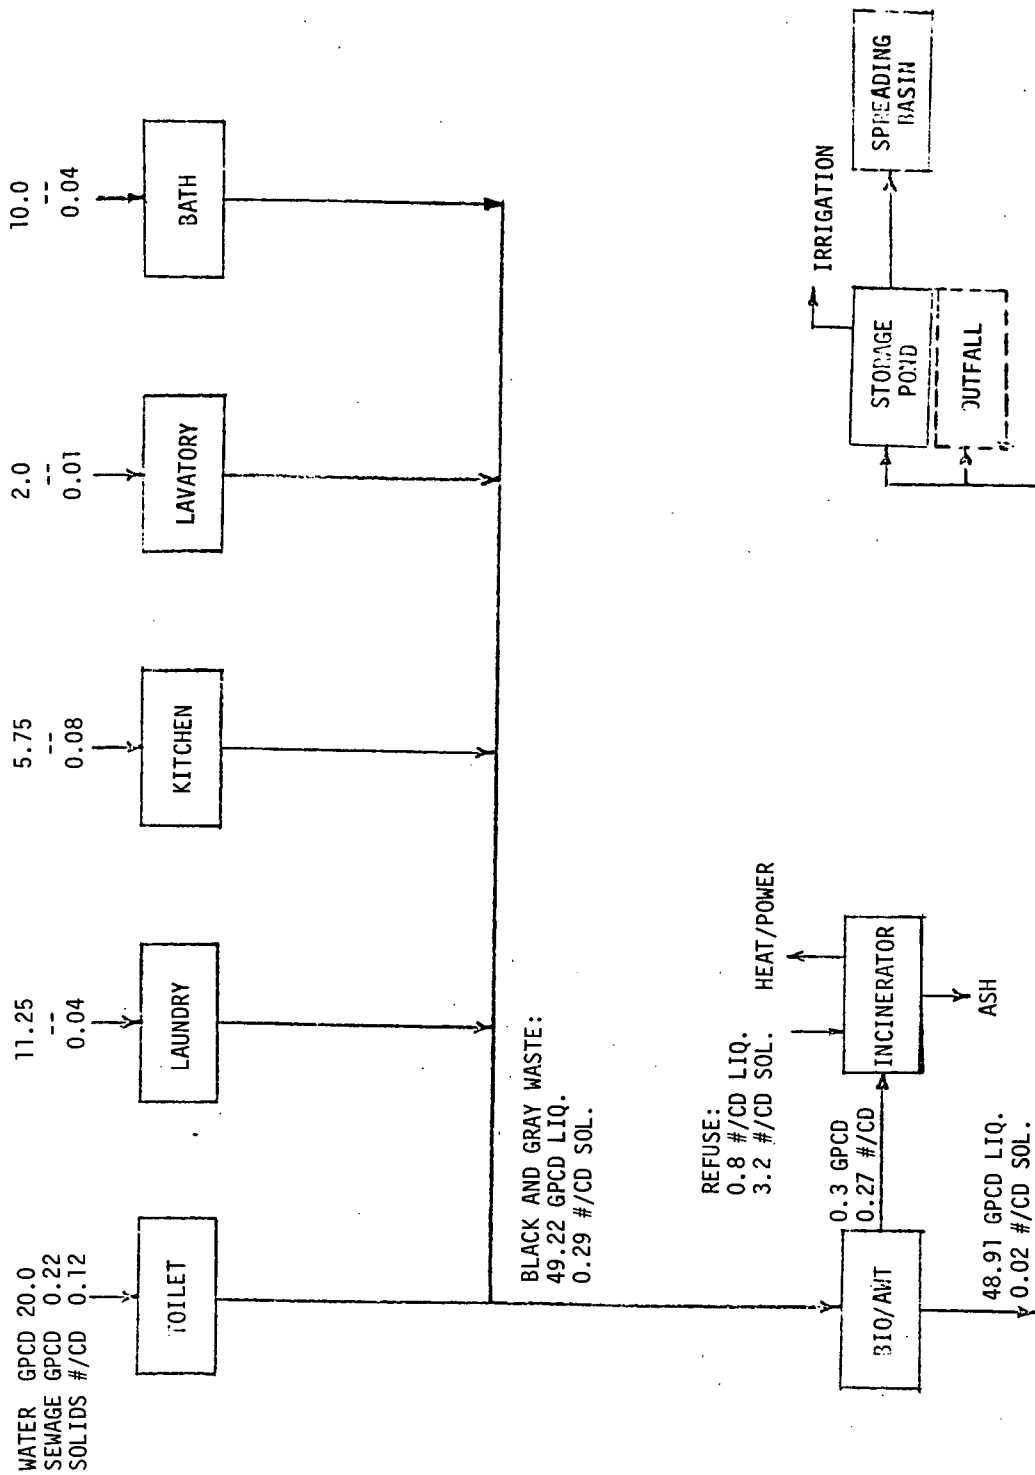 WATER GPCD 20.0
SEWAGE GPCD 0.22
SOLIDS #/CD 0.12
11.25
--
0.04
5.75
--
0.08
2.0
--
0.01
10.0
--
0.04
TOILET
LAUNDRY
KITCHEN
LAVATORY
BATH
BLACK AND GRAY WASTE:
49.22 GPCD LIQ.
0.29 #/CD SOL.
REFUSE:
0.8 #/CD LIQ.
3.2 #/CD SOL.
HEAT/POWER
0.3 GPCD
0.27 #/CD
BIO/AWT
INCINERATOR
ASH
48.91 GPCD LIQ.
0.02 #/CD SOL.
IRRIGATION
STORAGE
POND
OUTFALL
SPREADING
BASIN